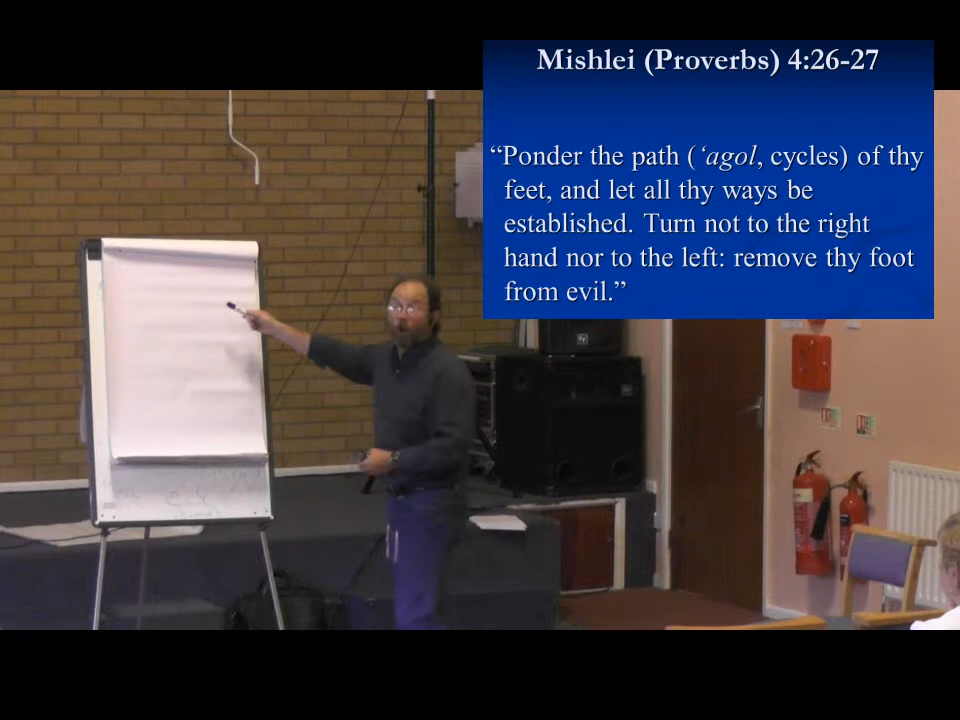 Mishlei (Proverbs) 4:26-27
“Ponder the path (‘agol, cycles) of thy
feet, and let all thy ways be
established. Turn not to the right
hand nor to the left: remove thy foot
from evil.”